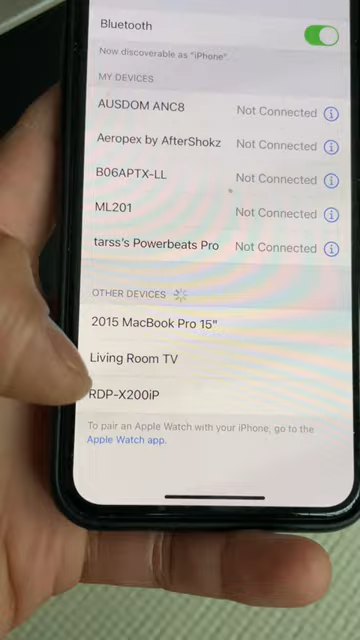 Bluetooth
Now discoverable as "iPhone".
MY DEVICES
AUSDOM ANC8 Not Connected
Aeropex by AfterShokz Not Connected
B06APTX-LL Not Connected
ML201 Not Connected
tarss's Powerbeats Pro Not Connected
OTHER DEVICES
2015 MacBook Pro 15"
Living Room TV
RDP-X200iP
To pair an Apple Watch with your iPhone, go to the
Apple Watch app.